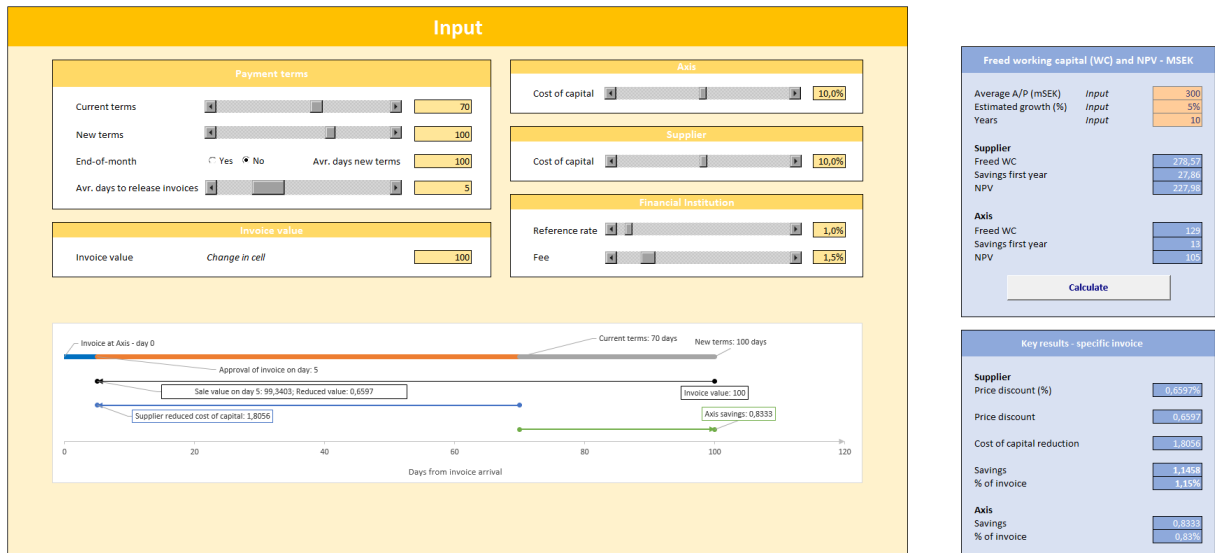 Input
Payment terms
Current terms 70
New terms 100
End-of-month Yes No Avr. days new terms 100
Avr. days to release invoices 5
Invoice value
Invoice value Change in cell 100
Axis
Cost of capital 10,0%
Supplier
Cost of capital 10,0%
Financial Institution
Reference rate 1,0%
Fee 1,5%
Invoice at Axis - day 0
Current terms: 70 days
New terms: 100 days
Approval of invoice on day: 5
Sale value on day 5: 99,3403; Reduced value: 0,6597
Invoice value: 100
Supplier reduced cost of capital: 1,8056
Axis savings: 0,8333
0 20 40 60 80 100 120
Days from invoice arrival
Freed working capital (WC) and NPV - MSEK
Average A/P (mSEK) Input 300
Estimated growth (%) Input 5%
Years Input 10
Supplier
Freed WC 278,57
Savings first year 27,86
NPV 227,98
Axis
Freed WC 129
Savings first year 13
NPV 105
Calculate
Key results - specific invoice
Supplier
Price discount (%) 0,6597%
Price discount 0,6597
Cost of capital reduction 1,8056
Savings 1,1458
% of invoice 1,15%
Axis
Savings 0,8333
% of invoice 0,83%